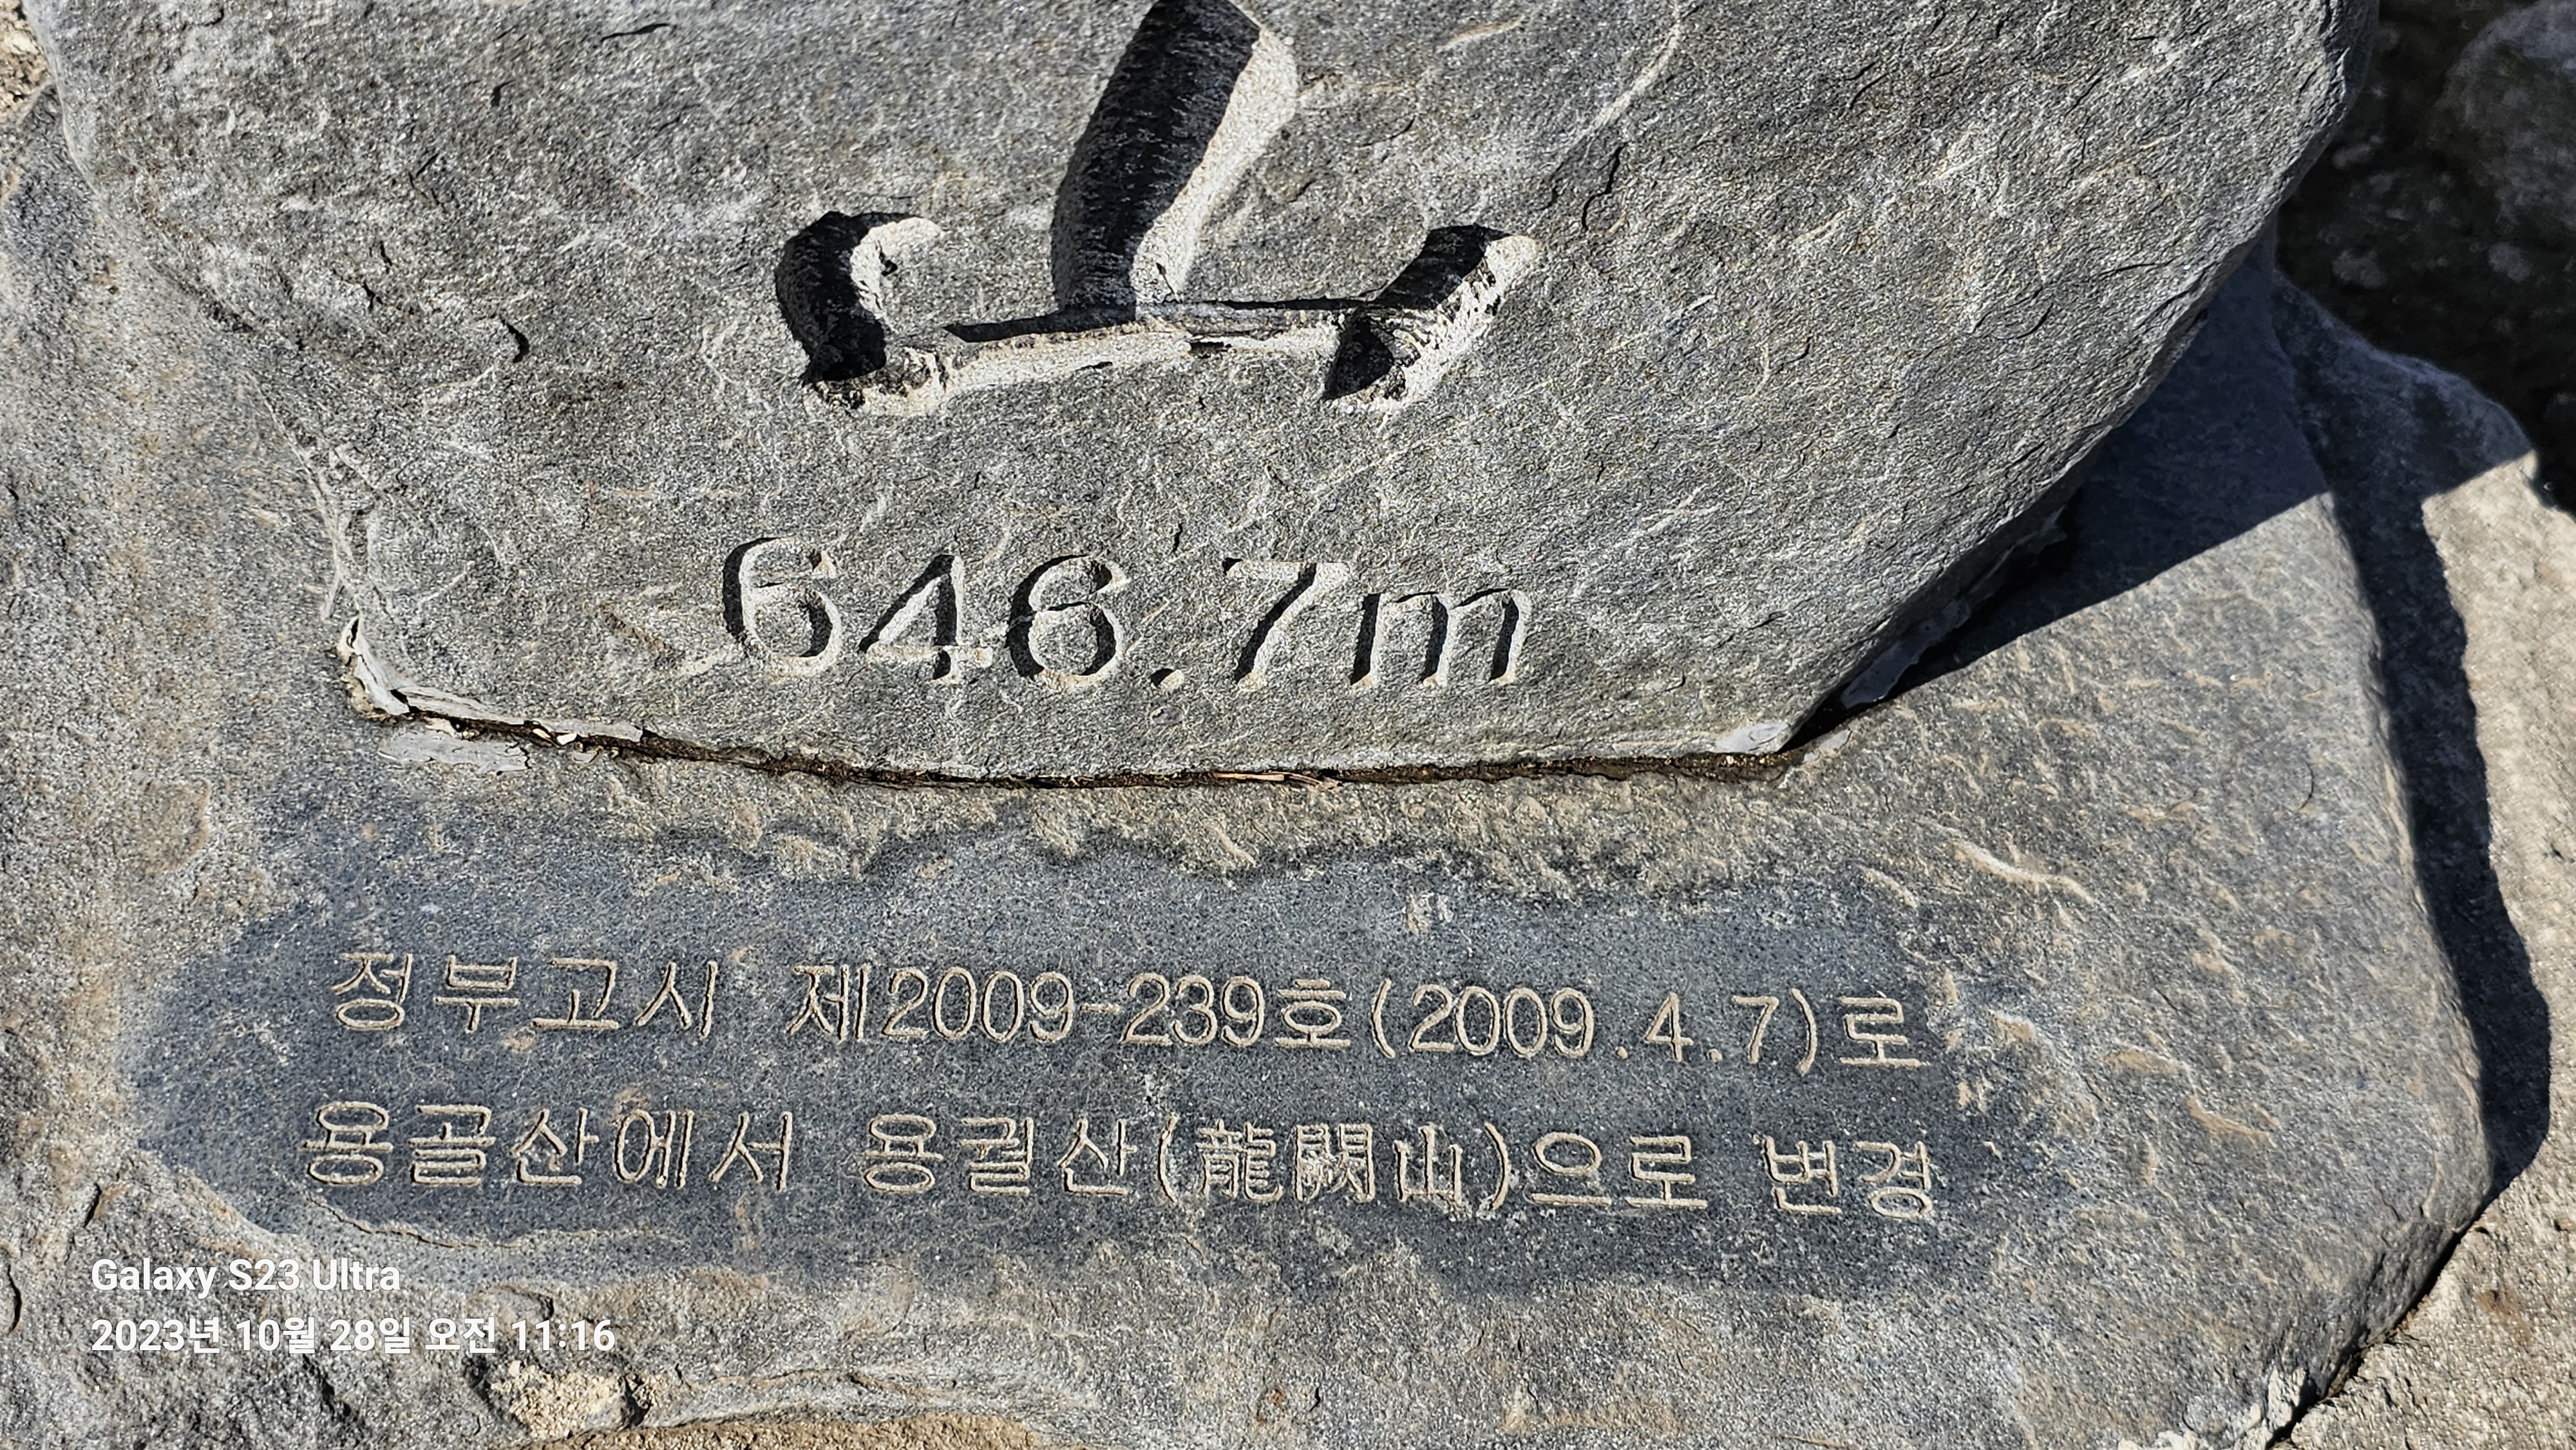 山
646.7m
정부고시 제2009-239호(2009.4.7)로
용골산에서 용궐산(龍闕山)으로 변경
Galaxy S23 Ultra
2023년 10월 28일 오전 11:16